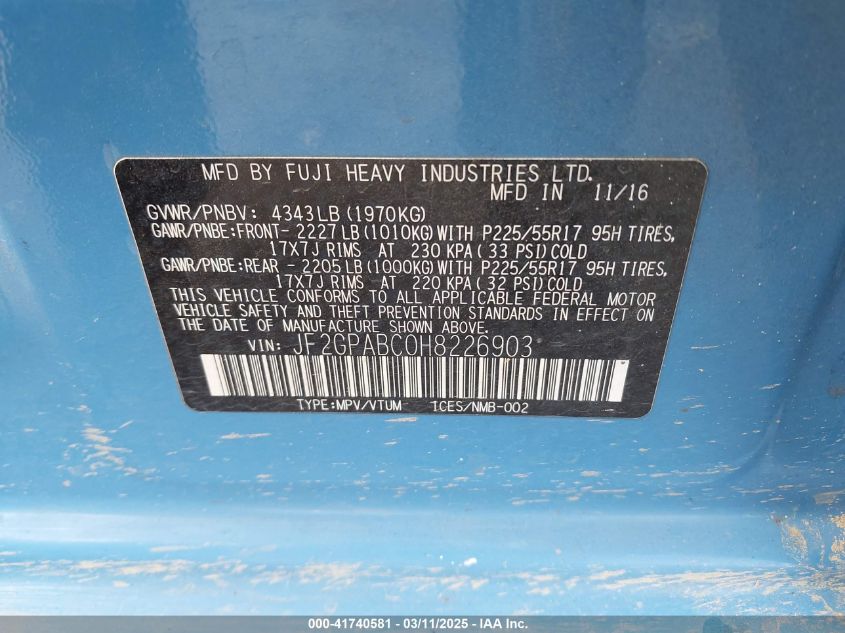 MFD BY FUJI HEAVY INDUSTRIES LTD.
MFD IN 11/16
GVWR/PNBV: 4343LB(1970KG)
GAWR/PNBE:FRONT- 2227LB(1010KG)WITH P225/55R17 95H TIRES,
17X7J RIMS AT 230 KPA(33 PSI)COLD
GAWR/PNBE:REAR - 2205LB(1000KG)WITH P225/55R17 95H TIRES,
17X7J RIMS AT 220 KPA(32 PSI)COLD
THIS VEHICLE CONFORMS TO ALL APPLICABLE FEDERAL MOTOR
VEHICLE SAFETY AND THEFT PREVENTION STANDARDS IN EFFECT ON
THE DATE OF MANUFACTURE SHOWN ABOVE.
VIN: JF2GPABC0H8226903
TYPE:MPV/VTUM ICES/NMB-002
000-41740581 - 03/11/2025 - IAAI.COM